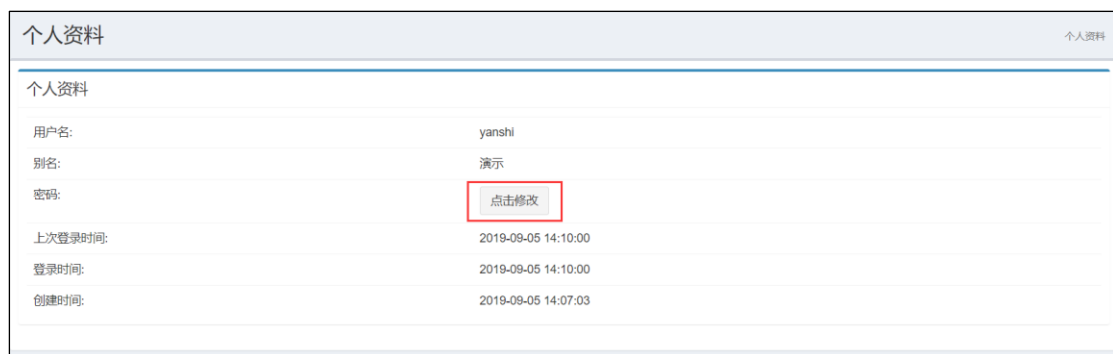 个人资料
个人资料
个人资料
用户名: yanshi
别名: 演示
密码: 点击修改
上次登录时间: 2019-09-05 14:10:00
登录时间: 2019-09-05 14:10:00
创建时间: 2019-09-05 14:07:03